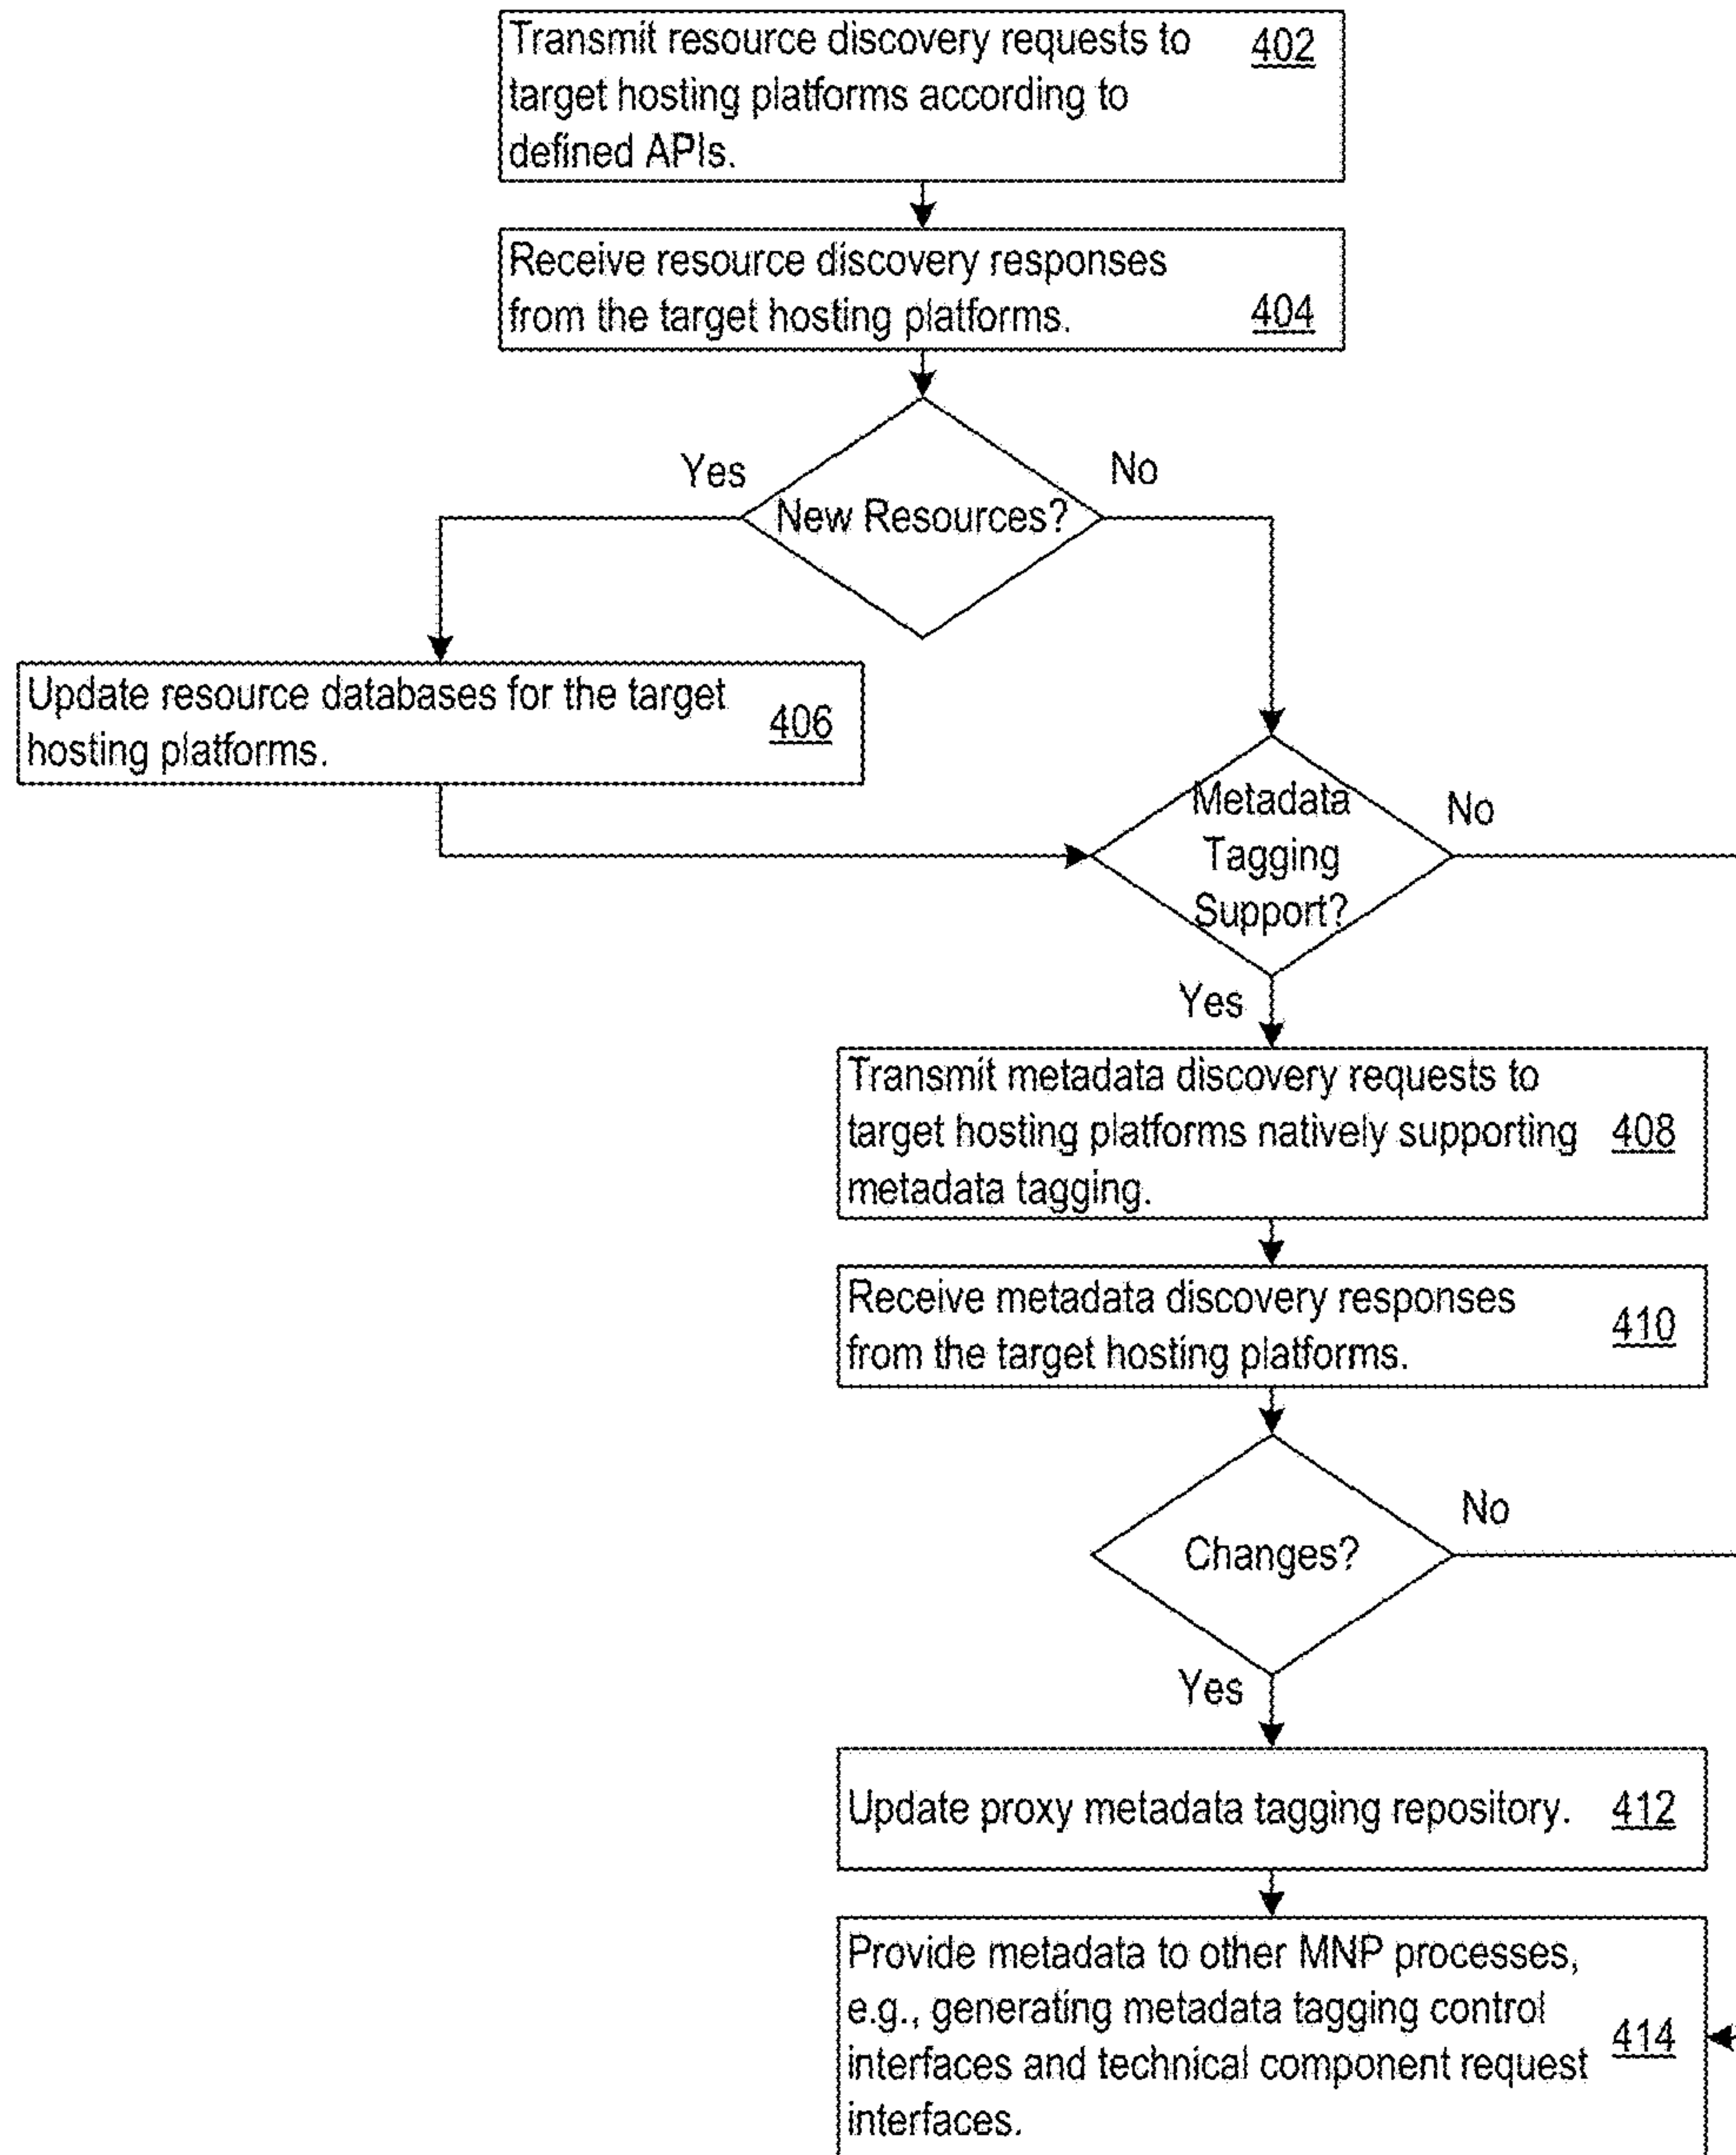 Transmit resource discovery requests to 402
target hosting platforms according to
defined APIs.
Receive resource discovery responses
from the target hosting platforms. 404
Yes
No
New Resources?
Update resource databases for the target
hosting platforms.
406
Metadata
Tagging
Support?
No
Yes
Transmit metadata discovery requests to
target hosting platforms natively supporting 408
metadata tagging.
Receive metadata discovery responses
from the target hosting platforms.
410
No
Changes?
Yes
Update proxy metadata tagging repository. 412
Provide metadata to other MNP processes,
e.g., generating metadata tagging control
interfaces and technical component request
interfaces.
414